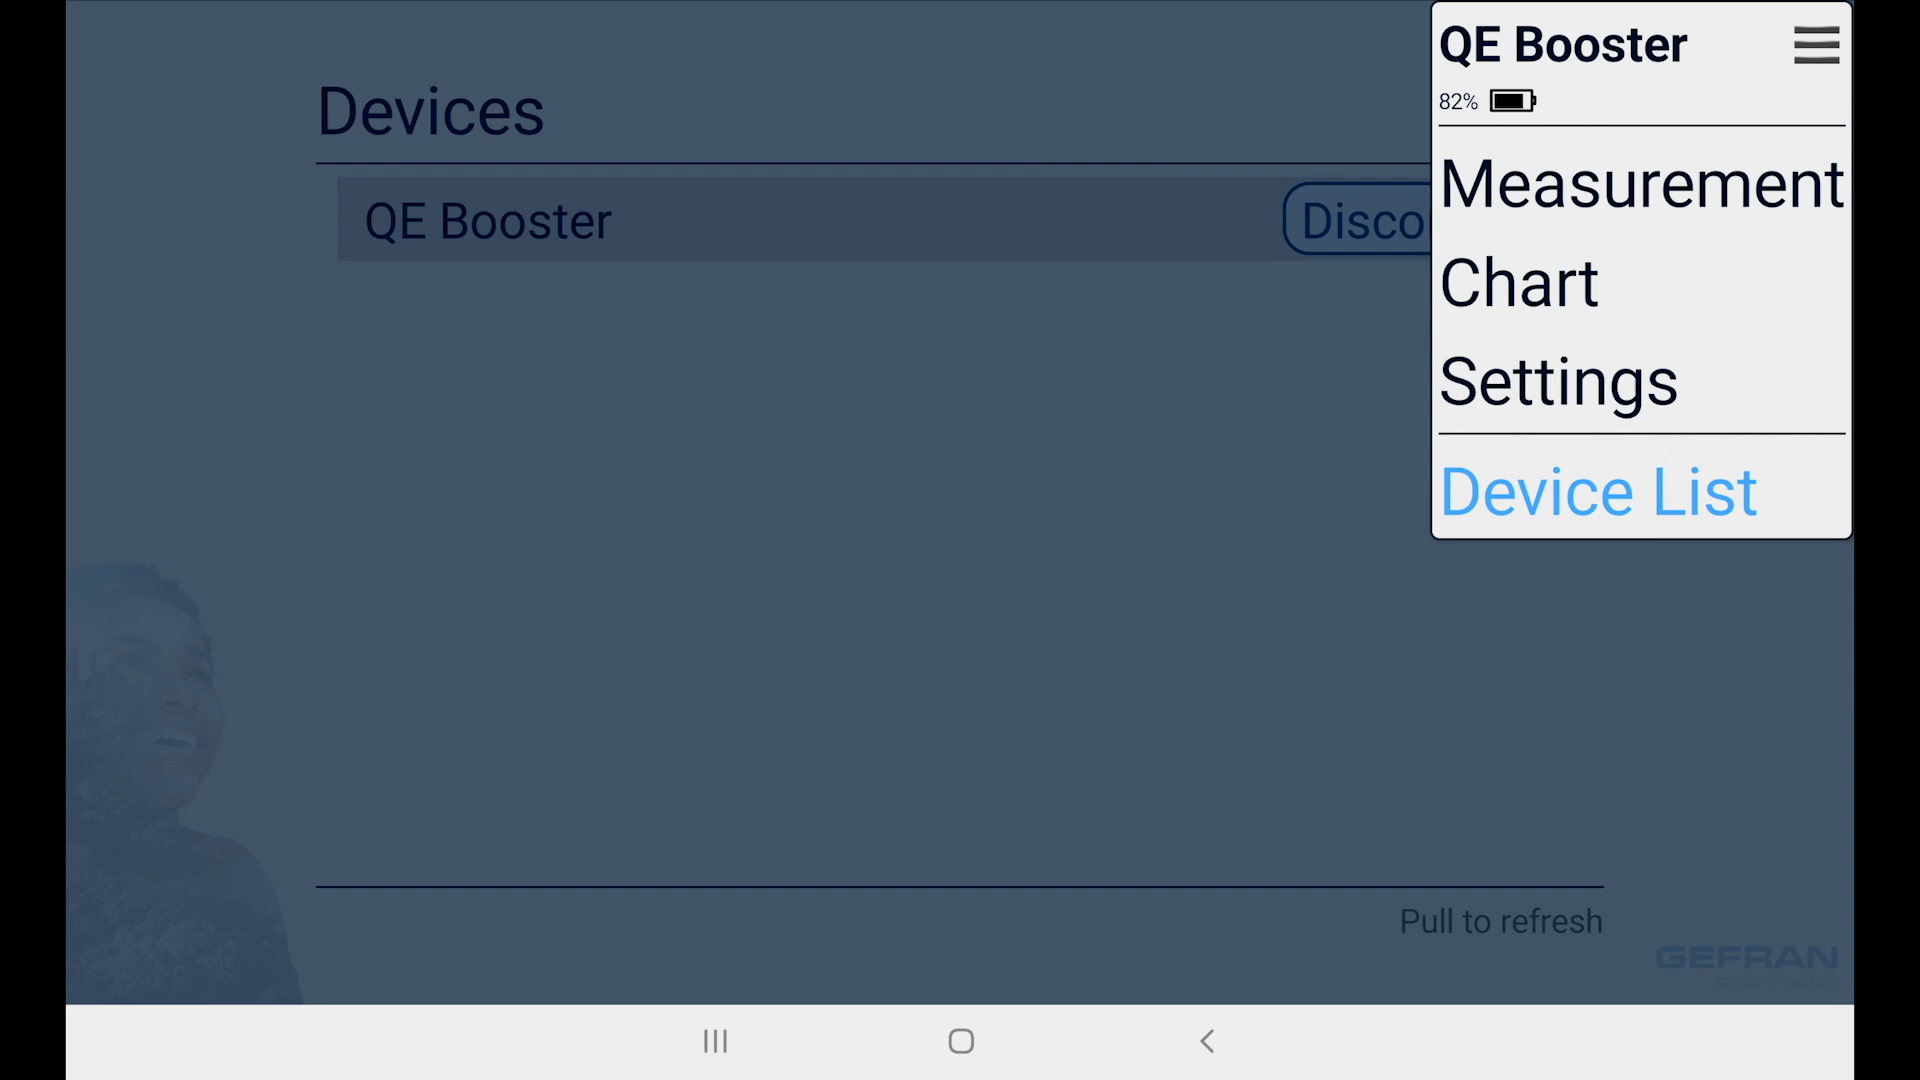 Devices
QE Booster
Disco
Pull to refresh
GEFRAN
QE Booster
82%
Measurement
Chart
Settings
Device List